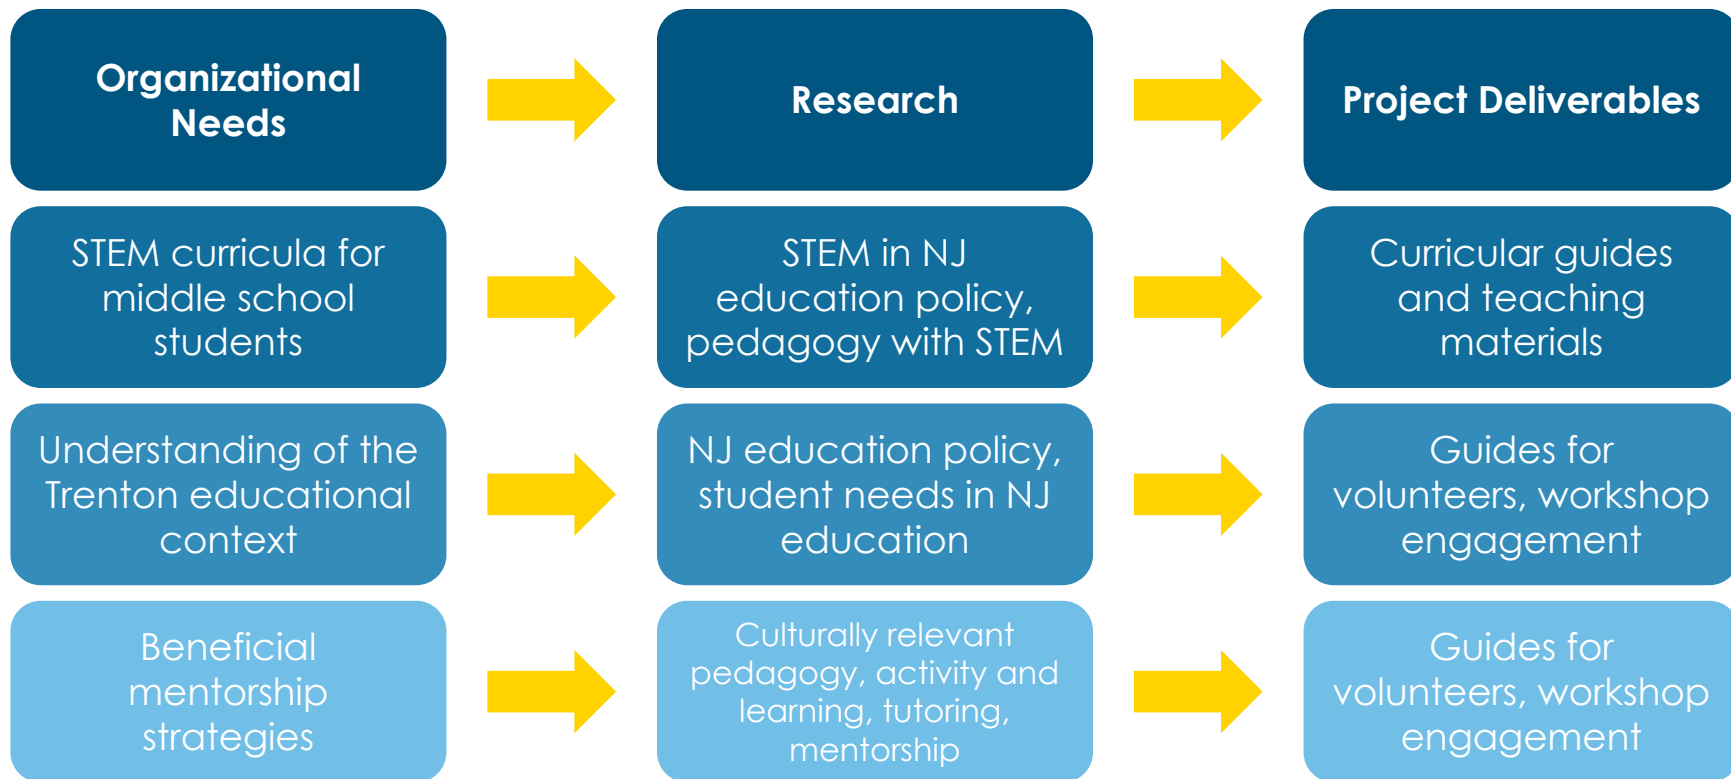 Organizational
Needs
Research
Project Deliverables
STEM curricula for
middle school
students
STEM in NJ
education policy,
pedagogy with STEM
Curricular guides
and teaching
materials
Understanding of the
Trenton educational
context
NJ education policy,
student needs in NJ
education
Guides for
volunteers, workshop
engagement
Beneficial
mentorship
strategies
Culturally relevant
pedagogy, activity and
learning, tutoring,
mentorship
Guides for
volunteers, workshop
engagement